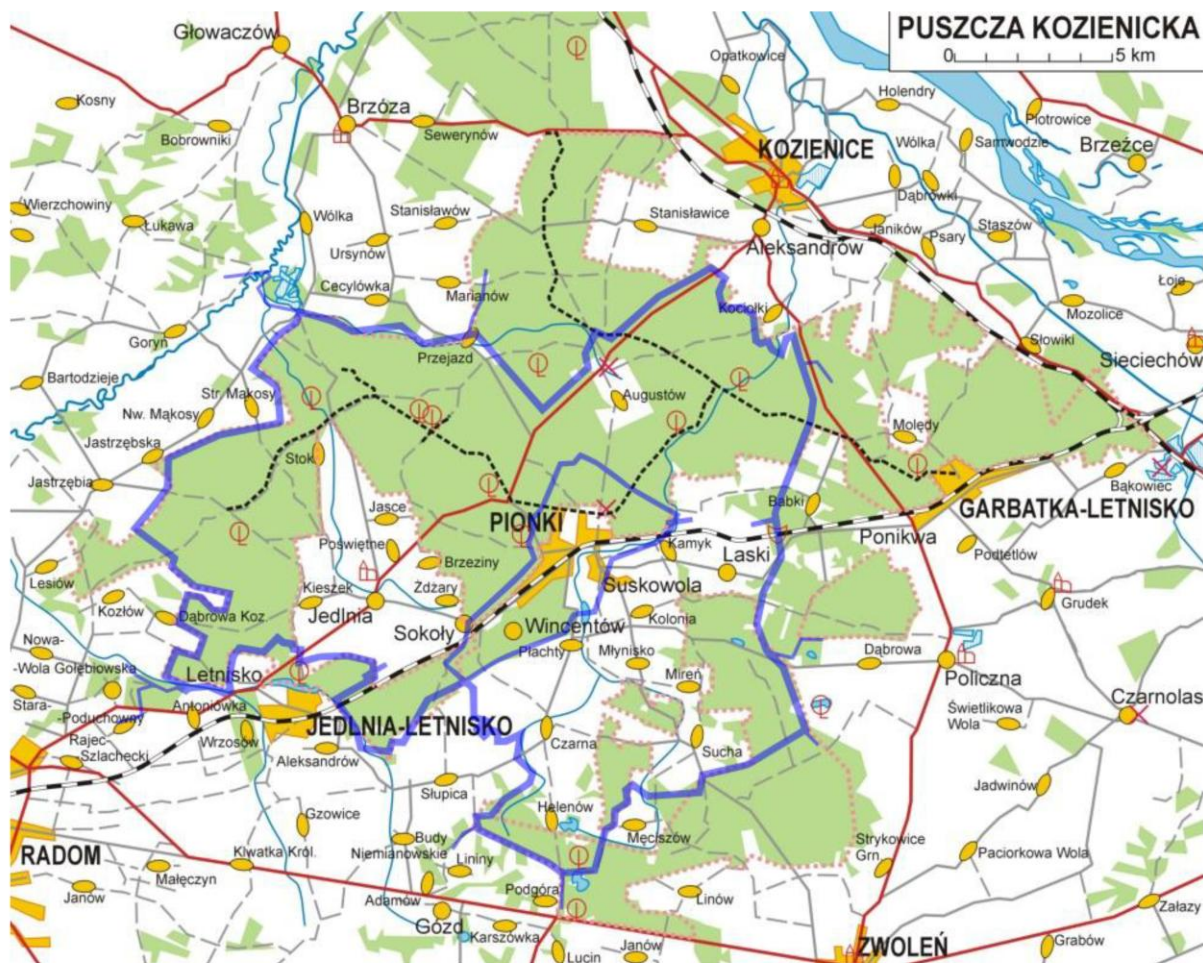 PUSZCZA KOZIENICKA
0 5 km
Głowaczów
Opatkowice
Kosny
Holendry
Piotrowice
Bobrowniki
Brzóza
Sewerynów
Wólka
Samwodzie
Brzeźce
KOZIENICE
Dąbrówki
Wierzchowiny
Łukawa
Wólka
Stanisławów
Stanisławice
Janików
Psary
Staszów
Ursynów
Aleksandrów
Cecylówka
Marianów
Łoje
Kociołki
Mozolice
Goryn
Przejazd
Słowiki
Sieciechów
Bartodzieje
Str. Mąkosy
Augustów
Nw. Mąkosy
Molędy
Jastrzębska
Stoki
Jastrzębia
Bąkowiec
Jasce
PIONKI
Babki
GARBATKA-LETNISKO
Poświętne
Kamyk
Laski
Ponikwa
Podtetlów
Lesiów
Brzeziny
Kieszek
Żdżary
Suskowola
Kozłów
Dąbrowa Koz.
Jedlnia
Kolonia
Grudek
Sokoły
Wincentów
Nowa-
-Wola Gołębiowska
Płachty
Młynisko
Dąbrowa
Letnisko
Mireń
Policzna
Stara-
-Poduchowny
Antoniówka
Świetlikowa
Wola
Czarnolas
JEDLNIA-LETNISKO
Rajec-
Szlachecki
Wrzosów
Aleksandrów
Czarna
Sucha
Słupica
Jadwinów
Gzowice
Helenów
Męciszów
RADOM
Budy
Niemianowskie
Lininy
Strykowice
Grn.
Paciorkowa Wola
Małęczyn
Klwatka Król.
Janów
Adamów
Podgóra
Linów
Załazy
Gózd
Karszówka
Lucin
Janów
ZWOLEŃ
Grabów